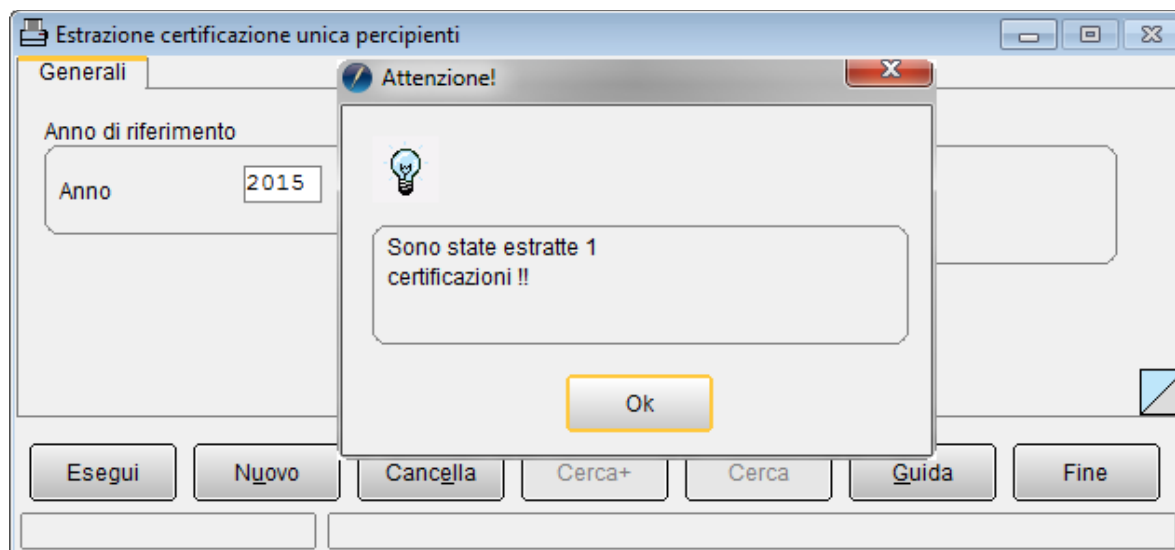 Estrazione certificazione unica percipienti
Generali
Attenzione!
Anno di riferimento
Anno
2015
Sono state estratte 1
certificazioni !!
Ok
Esegui
Nuovo
Cancella
Cerca+
Cerca
Guida
Fine